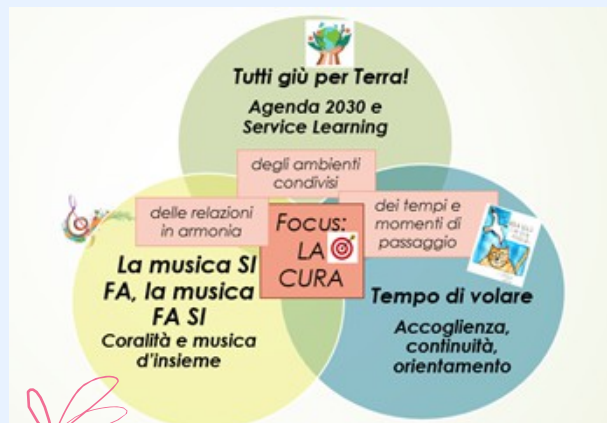 Tutti giù per Terra!
Agenda 2030 e
Service Learning
degli ambienti
condivisi
delle relazioni
in armonia
Focus:
LA
CURA
dei tempi e
momenti di
passaggio
La musica SI
FA, la musica
FA SI
Coralità e musica
d'insieme
Tempo di volare
Accoglienza,
continuità,
orientamento